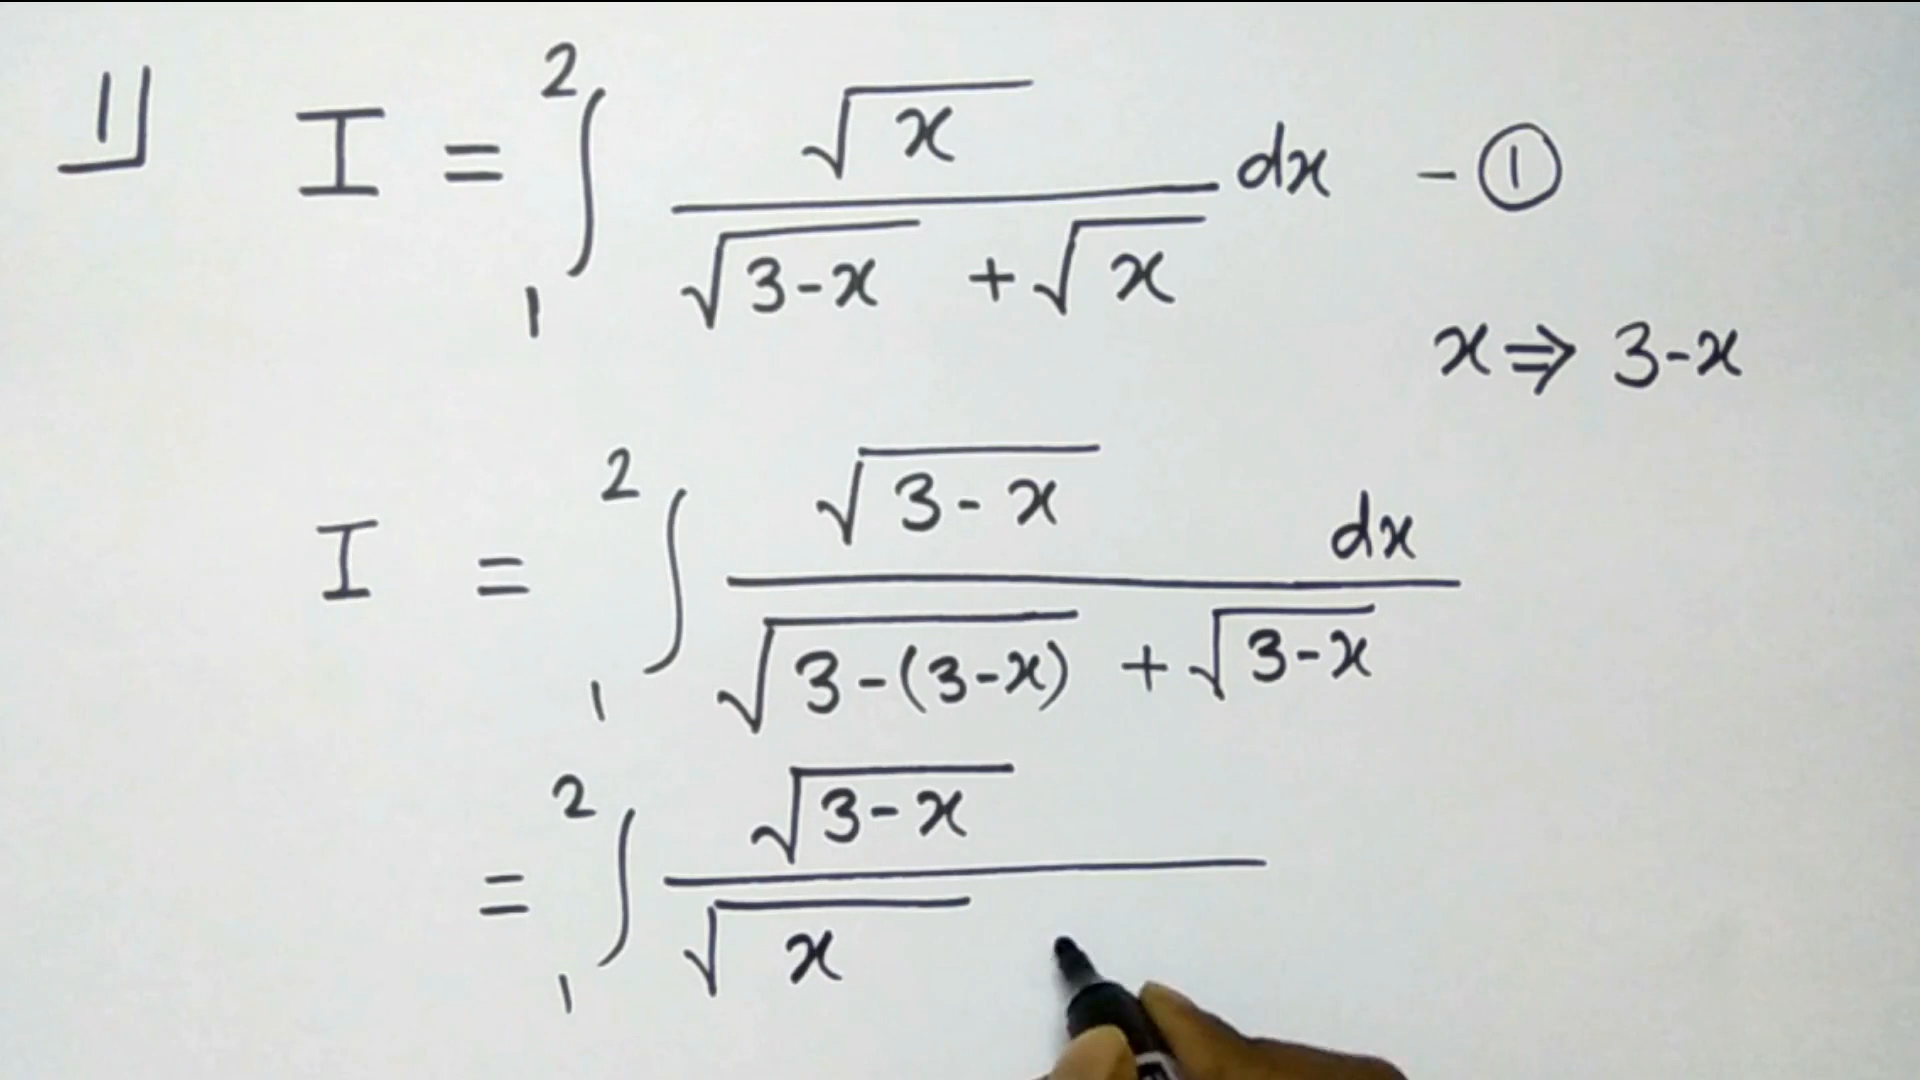 1) I = ∫₁² √x / (√(3-x) + √x) dx - ①
x ⇒ 3-x
I = ∫₁² √(3-x) dx / (√(3-(3-x)) + √(3-x))
= ∫₁² √(3-x) / √x